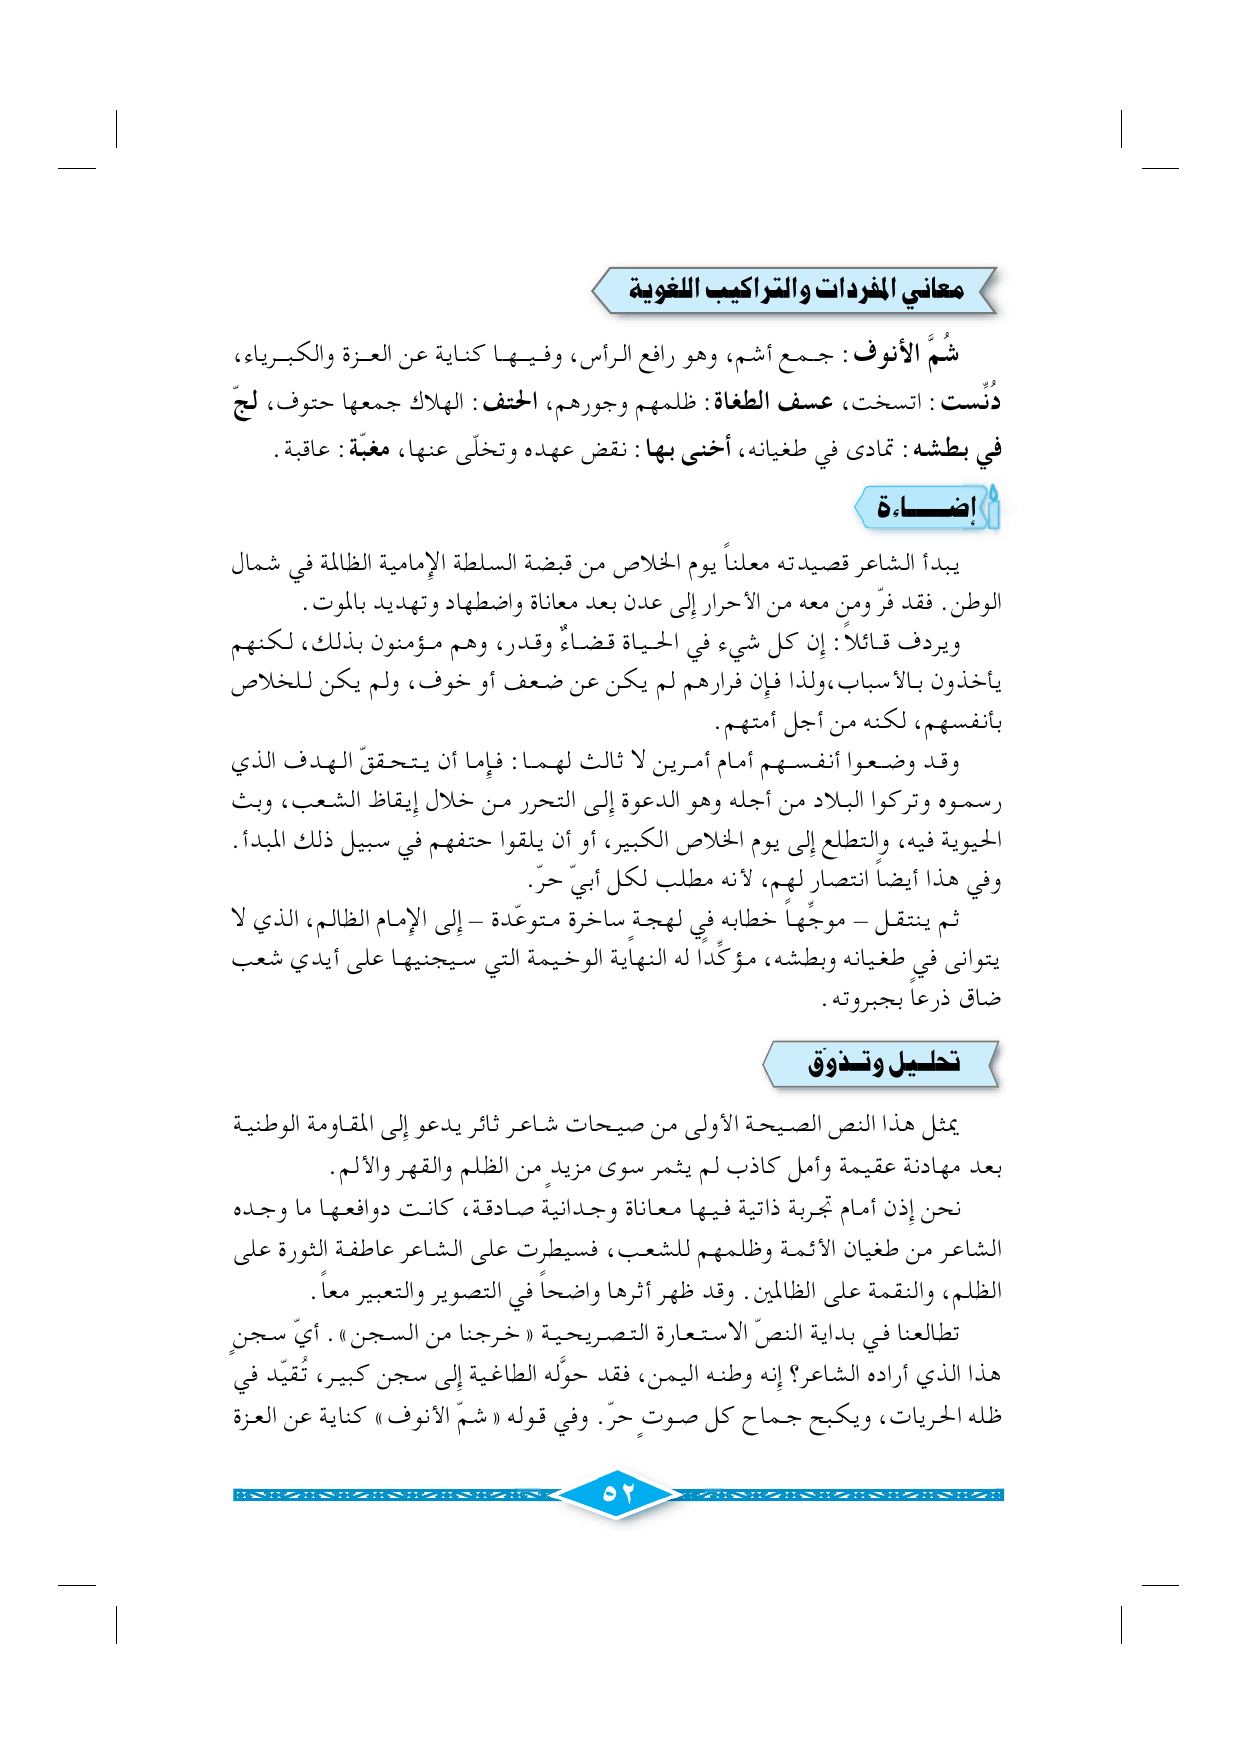 معاني المفردات والتراكيب اللغوية
شُمَّ الأنوف: جمع أشم، وهو رافع الرأس، وفيها كناية عن العزة والكبرياء،
دُنِّست: اتسخت، عسف الطغاة: ظلمهم وجورهم، الحتف: الهلاك جمعها حتوف، لجّ
في بطشه: تمادى في طغيانه، أخنى بها: نقض عهده وتخلّى عنها، مغبّة: عاقبة.
إضاءة
يبدأ الشاعر قصيدته معلناً يوم الخلاص من قبضة السلطة الإمامية الظالمة في شمال
الوطن. فقد فرّ ومن معه من الأحرار إلى عدن بعد معاناة واضطهاد وتهديد بالموت.
ويردف قائلاً: إن كل شيء في الحياة قضاءٌ وقدر، وهم مؤمنون بذلك، لكنهم
يأخذون بالأسباب،ولذا فإن فرارهم لم يكن عن ضعف أو خوف، ولم يكن للخلاص
بأنفسهم، لكنه من أجل أمتهم.
وقد وضعوا أنفسهم أمام أمرين لا ثالث لهما: فإما أن يتحققّ الهدف الذي
رسموه وتركوا البلاد من أجله وهو الدعوة إلى التحرر من خلال إيقاظ الشعب، وبث
الحيوية فيه، والتطلع إلى يوم الخلاص الكبير، أو أن يلقوا حتفهم في سبيل ذلك المبدأ.
وفي هذا أيضاً انتصار لهم، لأنه مطلب لكل أبيّ حرّ.
ثم ينتقل – موجِّهاً خطابه في لهجةٍ ساخرة متوعّدة – إلى الإمام الظالم، الذي لا
يتوانى في طغيانه وبطشه، مؤكِّداً له النهاية الوخيمة التي سيجنيها على أيدي شعب
ضاق ذرعاً بجبروته.
تحليل وتذوق
يمثل هذا النص الصيحة الأولى من صيحات شاعر ثائر يدعو إلى المقاومة الوطنية
بعد مهادنة عقيمة وأمل كاذب لم يثمر سوى مزيدٍ من الظلم والقهر والألم.
نحن إذن أمام تجربة ذاتية فيها معاناة وجدانية صادقة، كانت دوافعها ما وجده
الشاعر من طغيان الأئمة وظلمهم للشعب، فسيطرت على الشاعر عاطفة الثورة على
الظلم، والنقمة على الظالمين. وقد ظهر أثرها واضحاً في التصوير والتعبير معاً.
تطالعنا في بداية النصّ الاستعارة التصريحية «خرجنا من السجن». أيّ سجنٍ
هذا الذي أراده الشاعر؟ إنه وطنه اليمن، فقد حوَّله الطاغية إلى سجن كبير، تُقيّد في
ظله الحريات، ويكبح جماح كل صوتٍ حرّ. وفي قوله «شمّ الأنوف» كناية عن العزة
٥٢